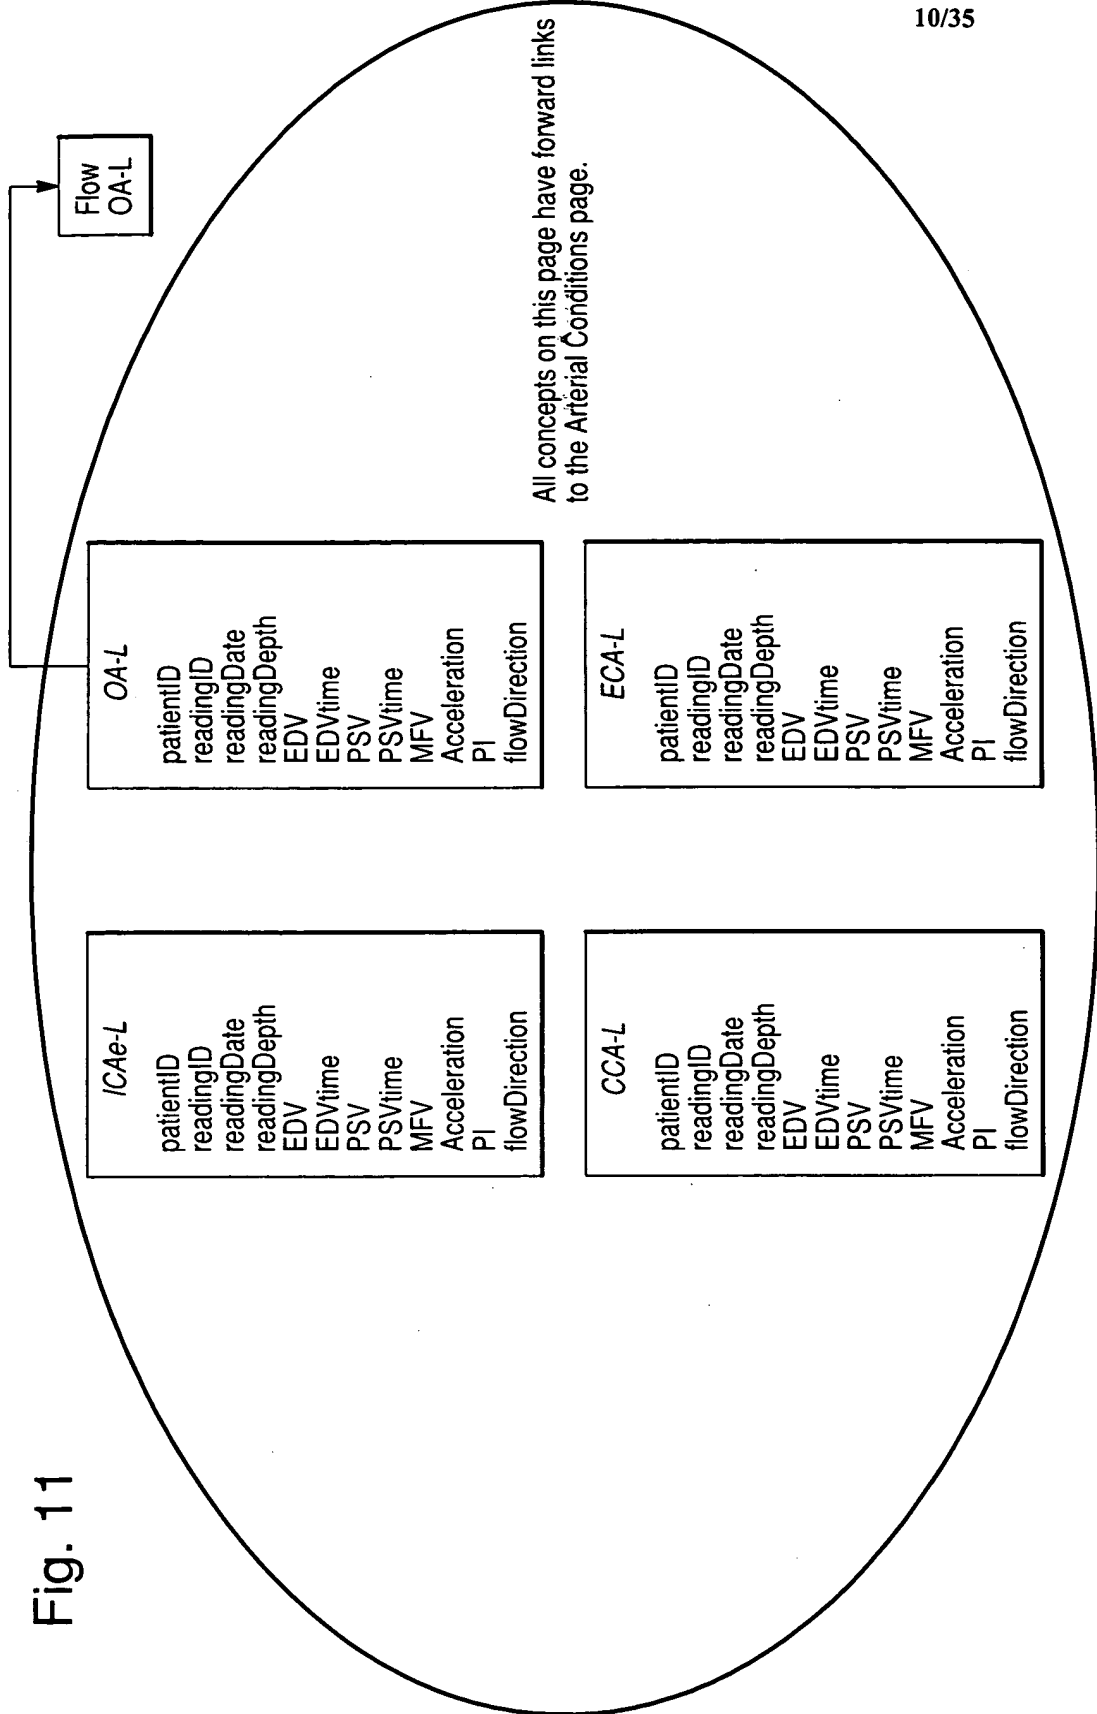 10/35
Fig. 11
Flow
OA-L
ICAe-L
patientID
readingID
readingDate
readingDepth
EDV
EDVtime
PSV
PSVtime
MFV
Acceleration
PI
flowDirection
OA-L
patientID
readingID
readingDate
readingDepth
EDV
EDVtime
PSV
PSVtime
MFV
Acceleration
PI
flowDirection
CCA-L
patientID
readingID
readingDate
readingDepth
EDV
EDVtime
PSV
PSVtime
MFV
Acceleration
PI
flowDirection
ECA-L
patientID
readingID
readingDate
readingDepth
EDV
EDVtime
PSV
PSVtime
MFV
Acceleration
PI
flowDirection
All concepts on this page have forward links
to the Arterial Conditions page.